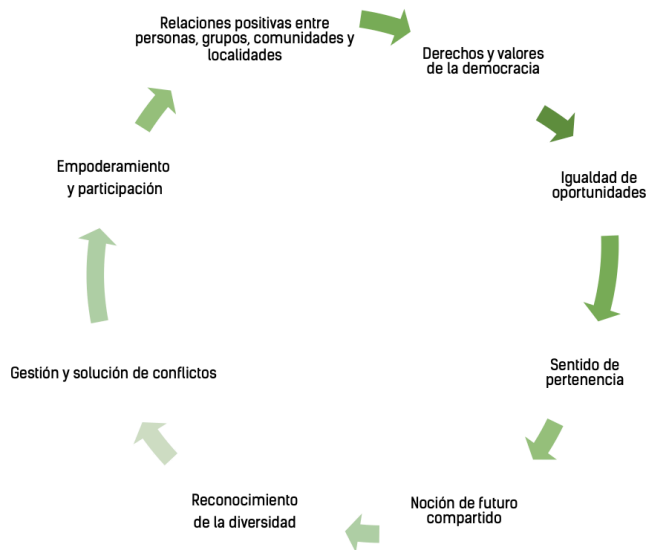 Relaciones positivas entre
personas, grupos, comunidades y
localidades
Derechos y valores
de la democracia
Igualdad de
oportunidades
Sentido de
pertenencia
Noción de futuro
compartido
Reconocimiento
de la diversidad
Gestión y solución de conflictos
Empoderamiento
y participación